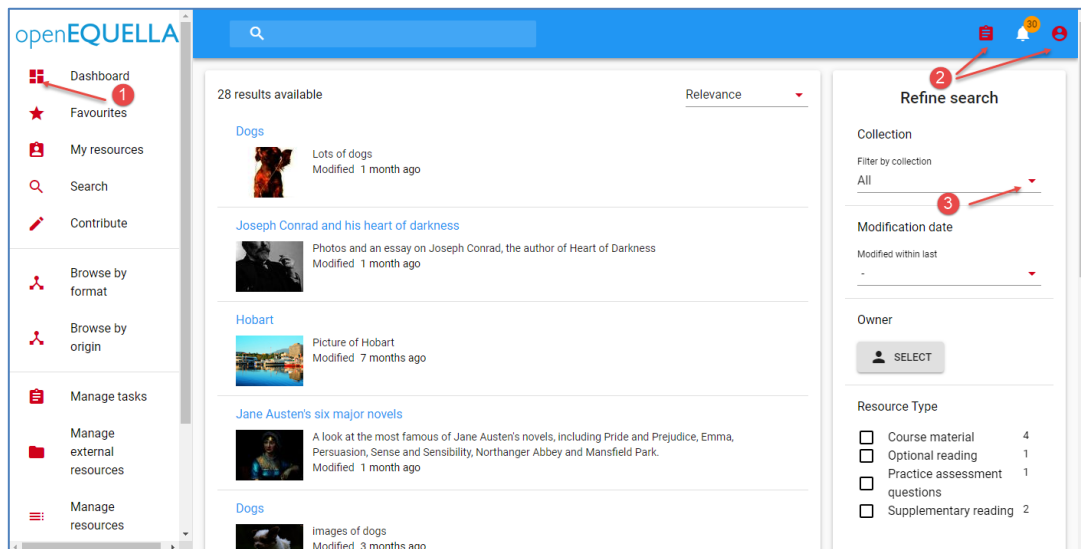 openEQUELLA
Dashboard
Favourites
My resources
Search
Contribute
Browse by
format
Browse by
origin
Manage tasks
Manage
external
resources
Manage
resources
1
30
2
28 results available
Relevance
Dogs
Lots of dogs
Modified 1 month ago
Joseph Conrad and his heart of darkness
Photos and an essay on Joseph Conrad, the author of Heart of Darkness
Modified 1 month ago
Hobart
Picture of Hobart
Modified 7 months ago
Jane Austen's six major novels
A look at the most famous of Jane Austen's novels, including Pride and Prejudice, Emma,
Persuasion, Sense and Sensibility, Northanger Abbey and Mansfield Park.
Modified 1 month ago
Dogs
images of dogs
Modified 3 months ago
Refine search
Collection
Filter by collection
All
3
Modification date
Modified within last
-
Owner
SELECT
Resource Type
Course material 4
Optional reading 1
Practice assessment 1
questions
Supplementary reading 2